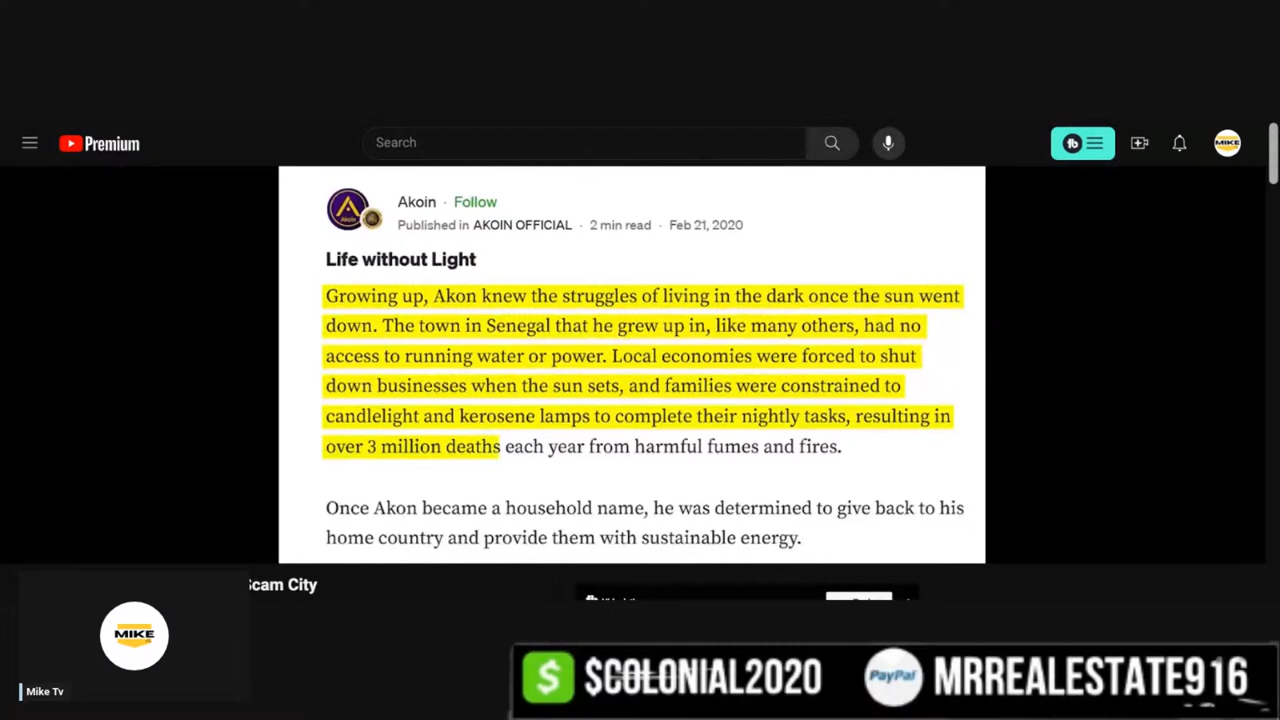 Premium
Search
Akoin · Follow
Published in AKOIN OFFICIAL · 2 min read · Feb 21, 2020
Akoin
Life without Light
Growing up, Akon knew the struggles of living in the dark once the sun went
down. The town in Senegal that he grew up in, like many others, had no
access to running water or power. Local economies were forced to shut
down businesses when the sun sets, and families were constrained to
candlelight and kerosene lamps to complete their nightly tasks, resulting in
over 3 million deaths each year from harmful fumes and fires.
Once Akon became a household name, he was determined to give back to his
home country and provide them with sustainable energy.
Scam City
MIKE
Mike Tv
$COLONIAL2020
PayPal
MRREALESTATE916
MIKE